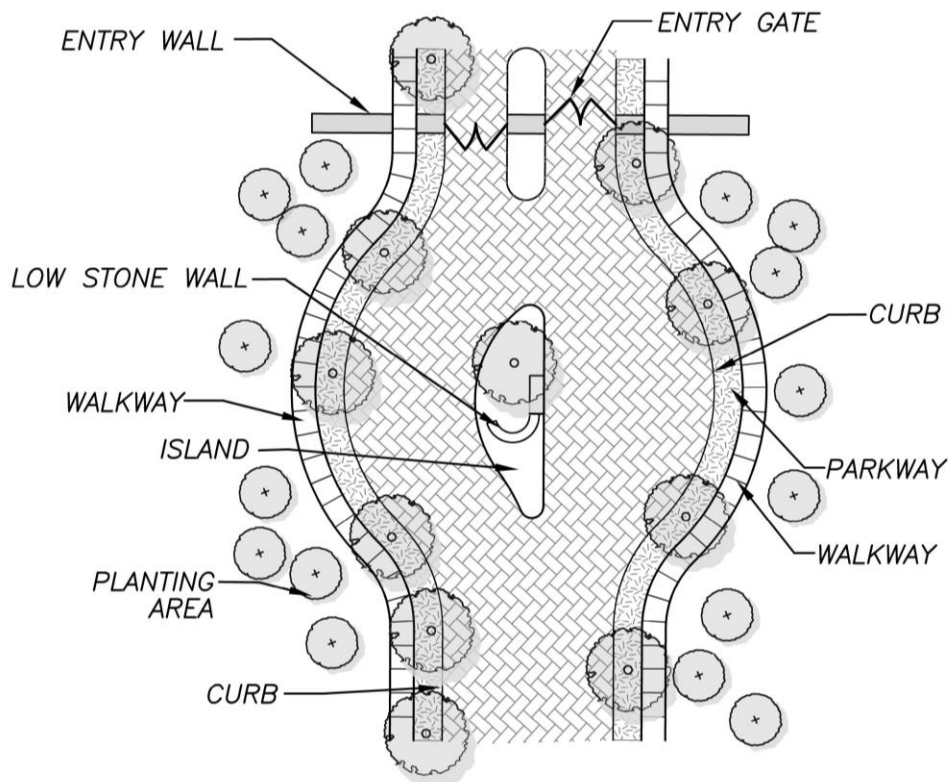 ENTRY GATE
ENTRY WALL
LOW STONE WALL
CURB
WALKWAY
ISLAND
PARKWAY
WALKWAY
PLANTING
AREA
CURB